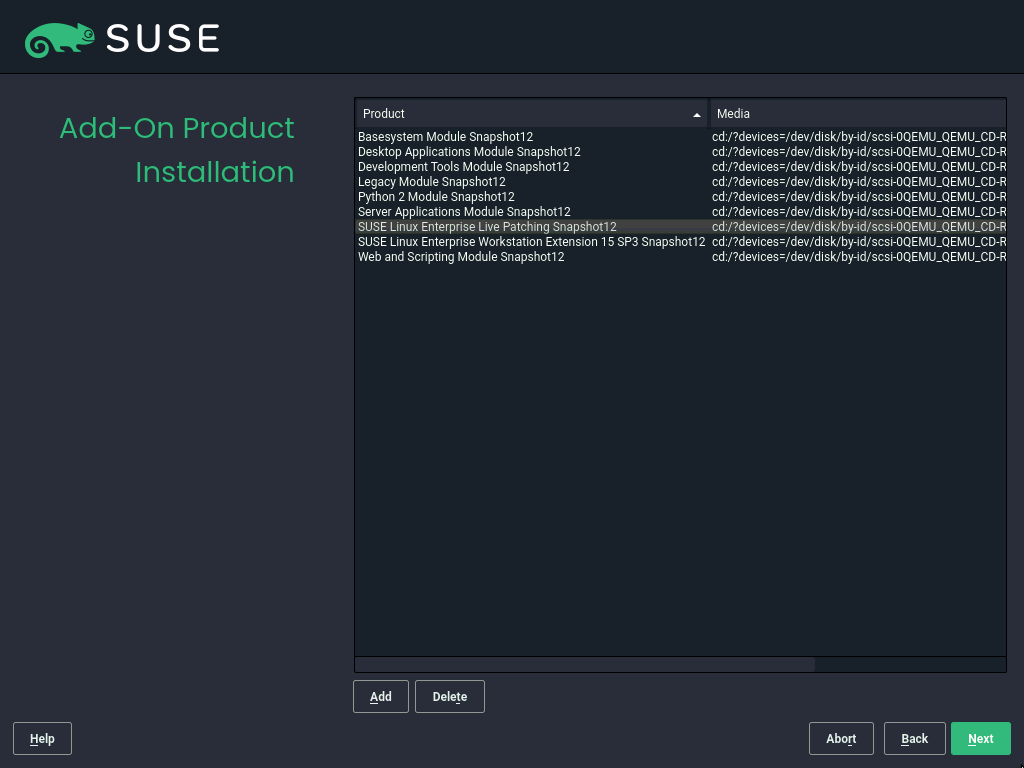 SUSE
Add-On Product
Installation
Product Media
Basesystem Module Snapshot12 cd:/?devices=/dev/disk/by-id/scsi-0QEMU_QEMU_CD-R
Desktop Applications Module Snapshot12 cd:/?devices=/dev/disk/by-id/scsi-0QEMU_QEMU_CD-R
Development Tools Module Snapshot12 cd:/?devices=/dev/disk/by-id/scsi-0QEMU_QEMU_CD-R
Legacy Module Snapshot12 cd:/?devices=/dev/disk/by-id/scsi-0QEMU_QEMU_CD-R
Python 2 Module Snapshot12 cd:/?devices=/dev/disk/by-id/scsi-0QEMU_QEMU_CD-R
Server Applications Module Snapshot12 cd:/?devices=/dev/disk/by-id/scsi-0QEMU_QEMU_CD-R
SUSE Linux Enterprise Live Patching Snapshot12 cd:/?devices=/dev/disk/by-id/scsi-0QEMU_QEMU_CD-R
SUSE Linux Enterprise Workstation Extension 15 SP3 Snapshot12 cd:/?devices=/dev/disk/by-id/scsi-0QEMU_QEMU_CD-R
Web and Scripting Module Snapshot12 cd:/?devices=/dev/disk/by-id/scsi-0QEMU_QEMU_CD-R
Add Delete
Help Abort Back Next